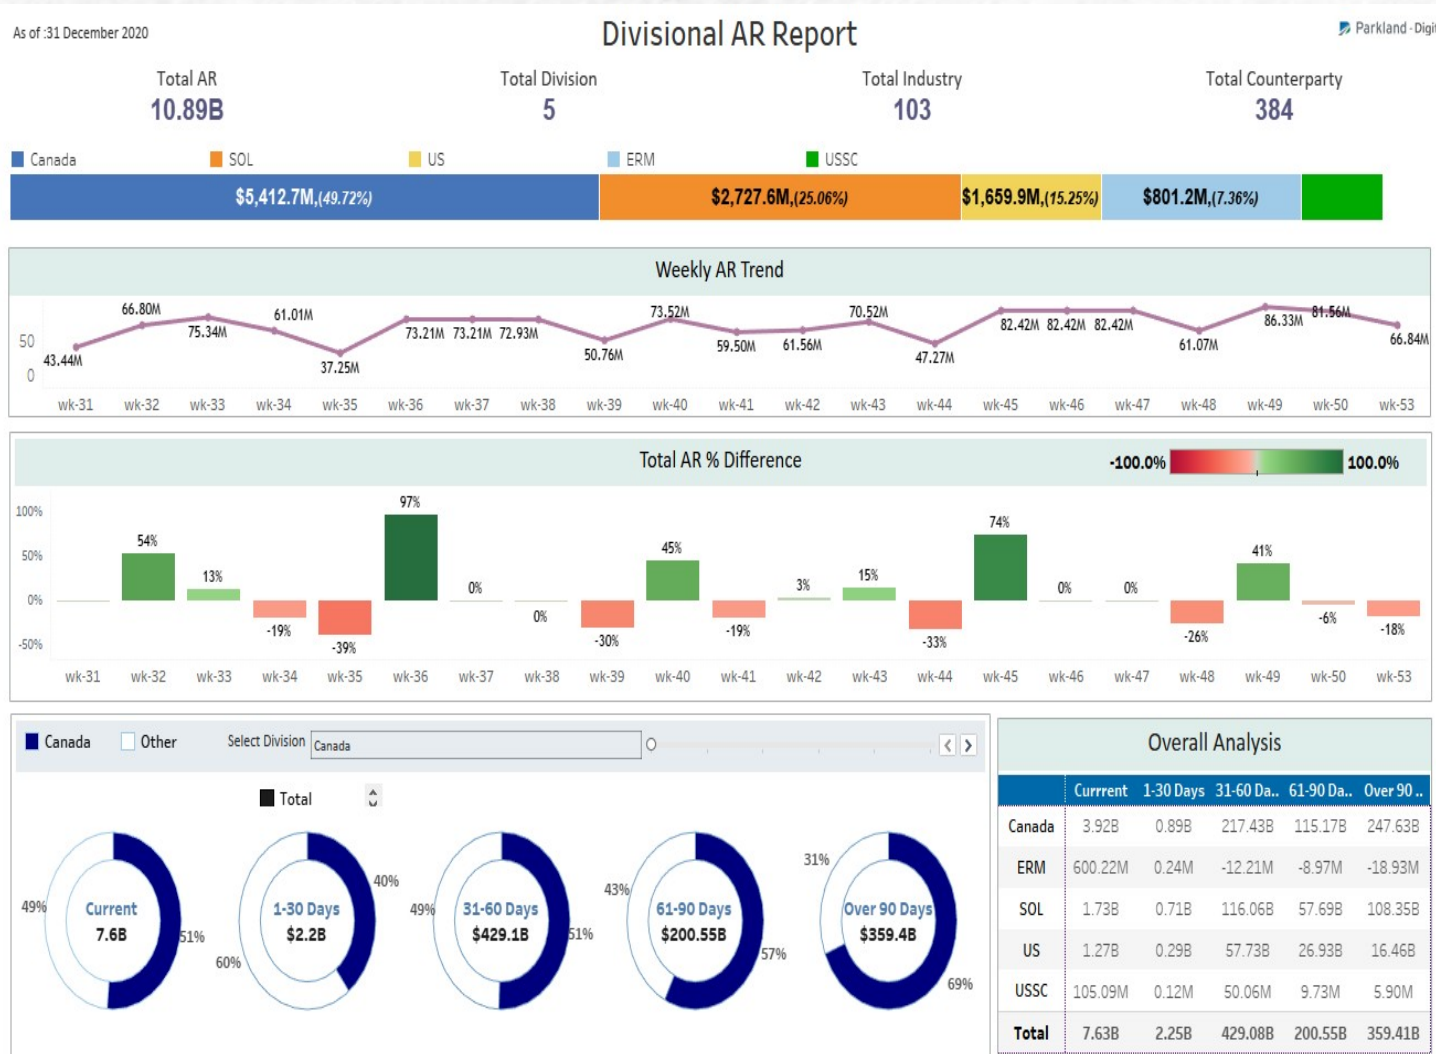 As of :31 December 2020
Divisional AR Report
Parkland · Digit
Total AR
10.89B
Total Division
5
Total Industry
103
Total Counterparty
384
Canada
SOL
US
ERM
USSC
$5,412.7M,(49.72%)
$2,727.6M,(25.06%)
$1,659.9M,(15.25%)
$801.2M,(7.36%)
Weekly AR Trend
50
0
43.44M
66.80M
75.34M
61.01M
37.25M
73.21M
73.21M
72.93M
50.76M
73.52M
59.50M
61.56M
70.52M
47.27M
82.42M
82.42M
82.42M
61.07M
86.33M
81.56M
66.84M
wk-31 wk-32 wk-33 wk-34 wk-35 wk-36 wk-37 wk-38 wk-39 wk-40 wk-41 wk-42 wk-43 wk-44 wk-45 wk-46 wk-47 wk-48 wk-49 wk-50 wk-53
Total AR % Difference
-100.0%
100.0%
100%
50%
0%
-50%
54%
13%
-19%
-39%
97%
0%
0%
-30%
45%
-19%
3%
15%
-33%
74%
0%
0%
-26%
41%
-6%
-18%
wk-31 wk-32 wk-33 wk-34 wk-35 wk-36 wk-37 wk-38 wk-39 wk-40 wk-41 wk-42 wk-43 wk-44 wk-45 wk-46 wk-47 wk-48 wk-49 wk-50 wk-53
Canada
Other
Select Division
Canada
Total
49%
Current
7.6B
51%
60%
1-30 Days
$2.2B
40%
49%
31-60 Days
$429.1B
51%
43%
61-90 Days
$200.55B
57%
31%
Over 90 Days
$359.4B
69%
Overall Analysis
Currrent 1-30 Days 31-60 Da.. 61-90 Da.. Over 90 ..
Canada 3.92B 0.89B 217.43B 115.17B 247.63B
ERM 600.22M 0.24M -12.21M -8.97M -18.93M
SOL 1.73B 0.71B 116.06B 57.69B 108.35B
US 1.27B 0.29B 57.73B 26.93B 16.46B
USSC 105.09M 0.12M 50.06M 9.73M 5.90M
Total 7.63B 2.25B 429.08B 200.55B 359.41B